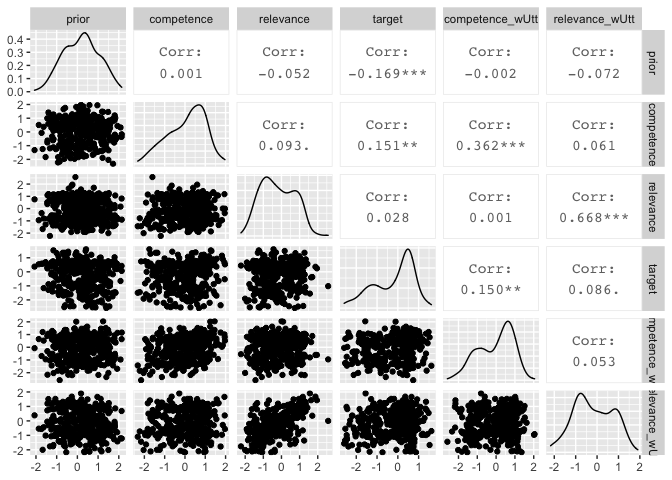 prior competence relevance target competence_wUtt relevance_wUtt
0.4
0.3
0.2
0.1
0.0
Corr:
0.001
Corr:
-0.052
Corr:
-0.169***
Corr:
-0.002
Corr:
-0.072
prior
2
1
0
-1
-2
Corr:
0.093.
Corr:
0.151**
Corr:
0.362***
Corr:
0.061
competence
2
1
0
-1
-2
Corr:
0.028
Corr:
0.001
Corr:
0.668***
relevance
1
0
-1
-2
Corr:
0.150**
Corr:
0.086.
target
2
1
0
-1
-2
Corr:
0.053
mpetence_w
1
0
-1
-2
elevance_wU
-2 -1 0 1 2
-2 -1 0 1 2
-2 -1 0 1 2
-2 -1 0 1
-2 -1 0 1 2
-2 -1 0 1 2